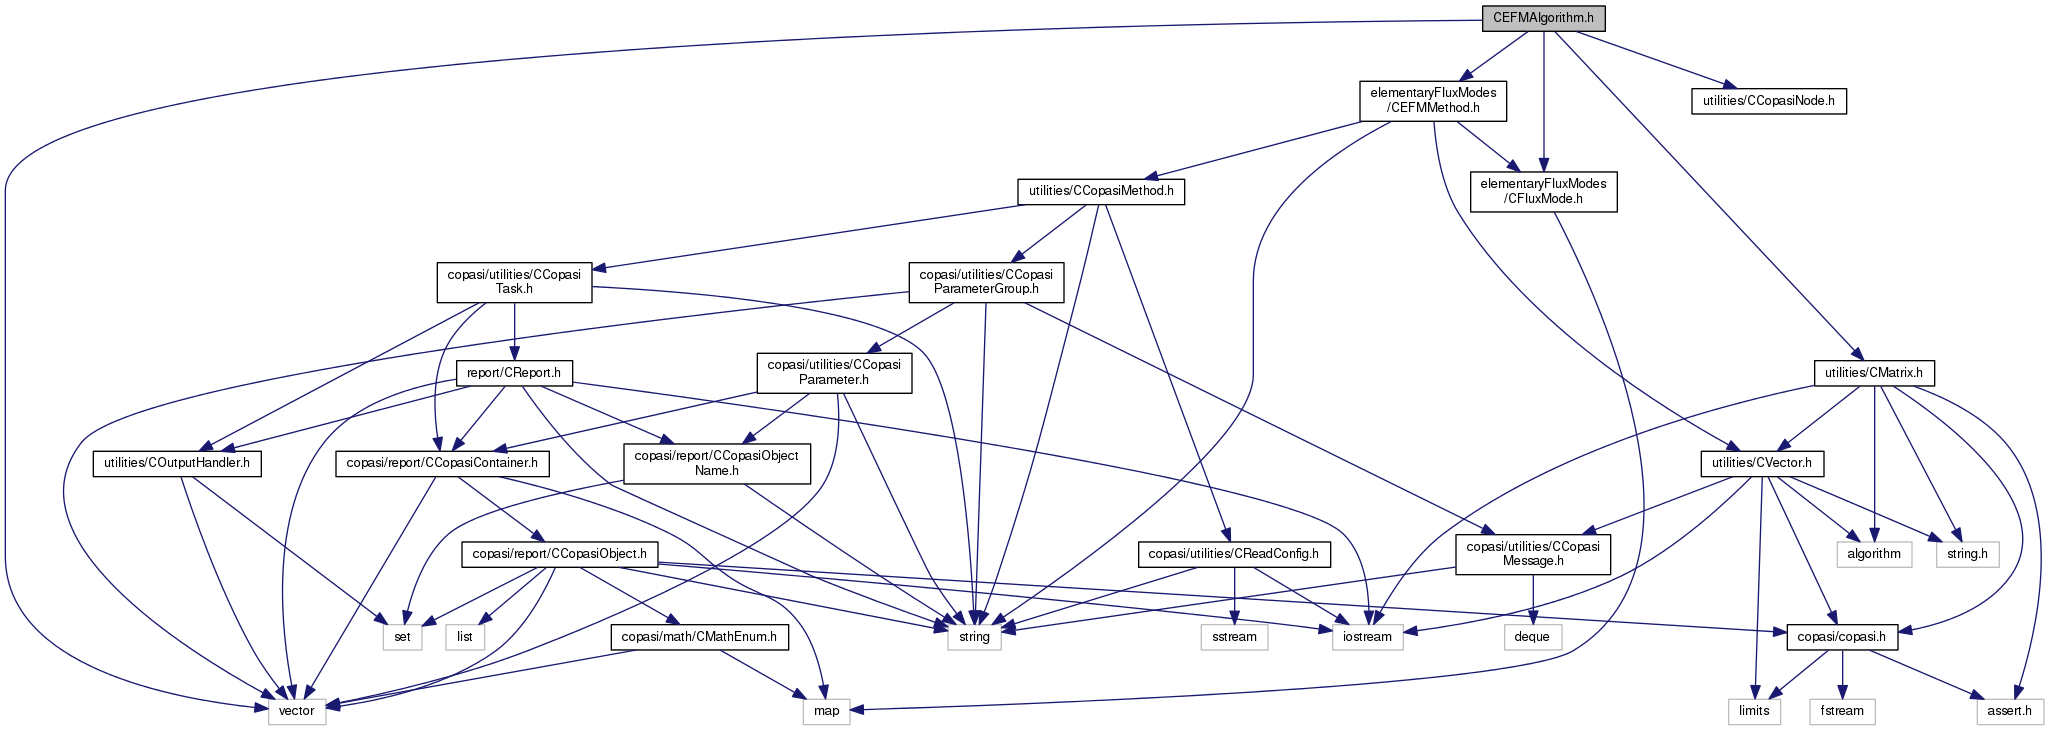 CEFMAlgorithm.h
elementaryFluxModes
/CEFMMethod.h
utilities/CCopasiNode.h
utilities/CCopasiMethod.h
elementaryFluxModes
/CFluxMode.h
copasi/utilities/CCopasi
Task.h
copasi/utilities/CCopasi
ParameterGroup.h
report/CReport.h
copasi/utilities/CCopasi
Parameter.h
utilities/CMatrix.h
utilities/COutputHandler.h
copasi/report/CCopasiContainer.h
copasi/report/CCopasiObject
Name.h
utilities/CVector.h
copasi/report/CCopasiObject.h
copasi/utilities/CReadConfig.h
copasi/utilities/CCopasi
Message.h
algorithm
string.h
set
list
copasi/math/CMathEnum.h
string
sstream
iostream
deque
copasi/copasi.h
vector
map
limits
fstream
assert.h